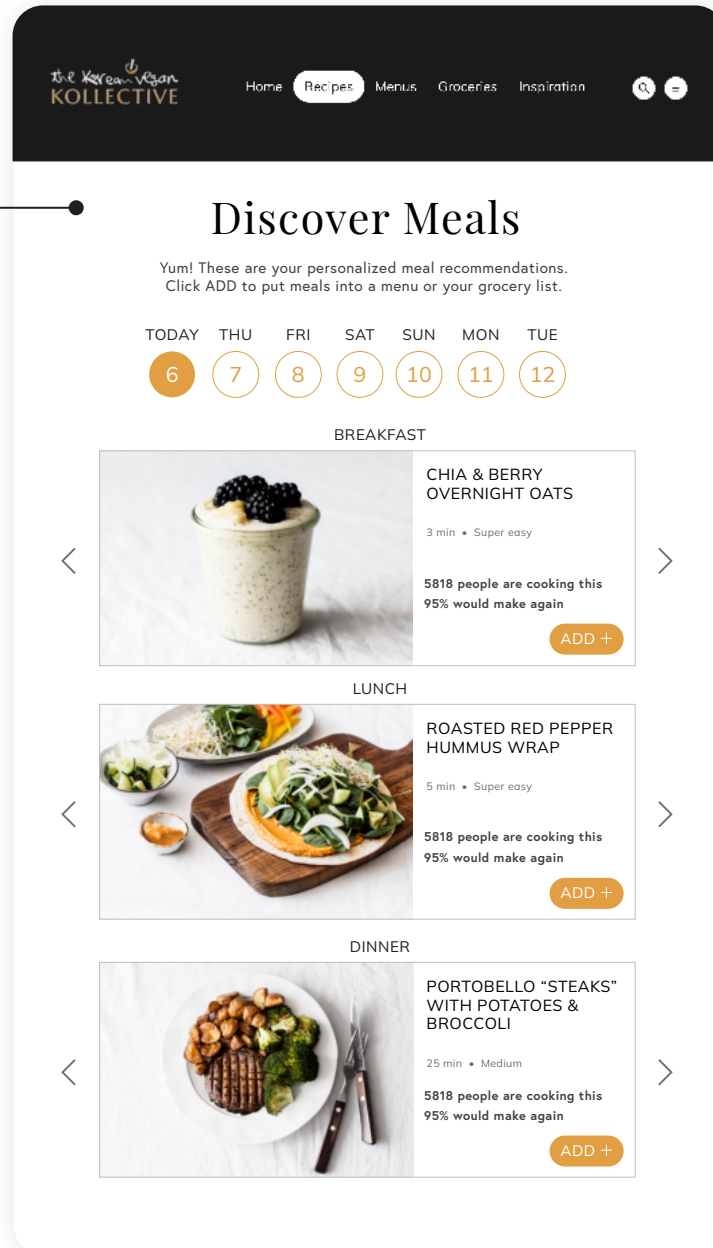 the Korean Vegan
KOLLECTIVE
Home Recipes Menus Groceries Inspiration
Discover Meals
Yum! These are your personalized meal recommendations.
Click ADD to put meals into a menu or your grocery list.
TODAY THU FRI SAT SUN MON TUE
6 7 8 9 10 11 12
BREAKFAST
CHIA & BERRY
OVERNIGHT OATS
3 min • Super easy
5818 people are cooking this
95% would make again
ADD +
LUNCH
ROASTED RED PEPPER
HUMMUS WRAP
5 min • Super easy
5818 people are cooking this
95% would make again
ADD +
DINNER
PORTOBELLO “STEAKS”
WITH POTATOES &
BROCCOLI
25 min • Medium
5818 people are cooking this
95% would make again
ADD +